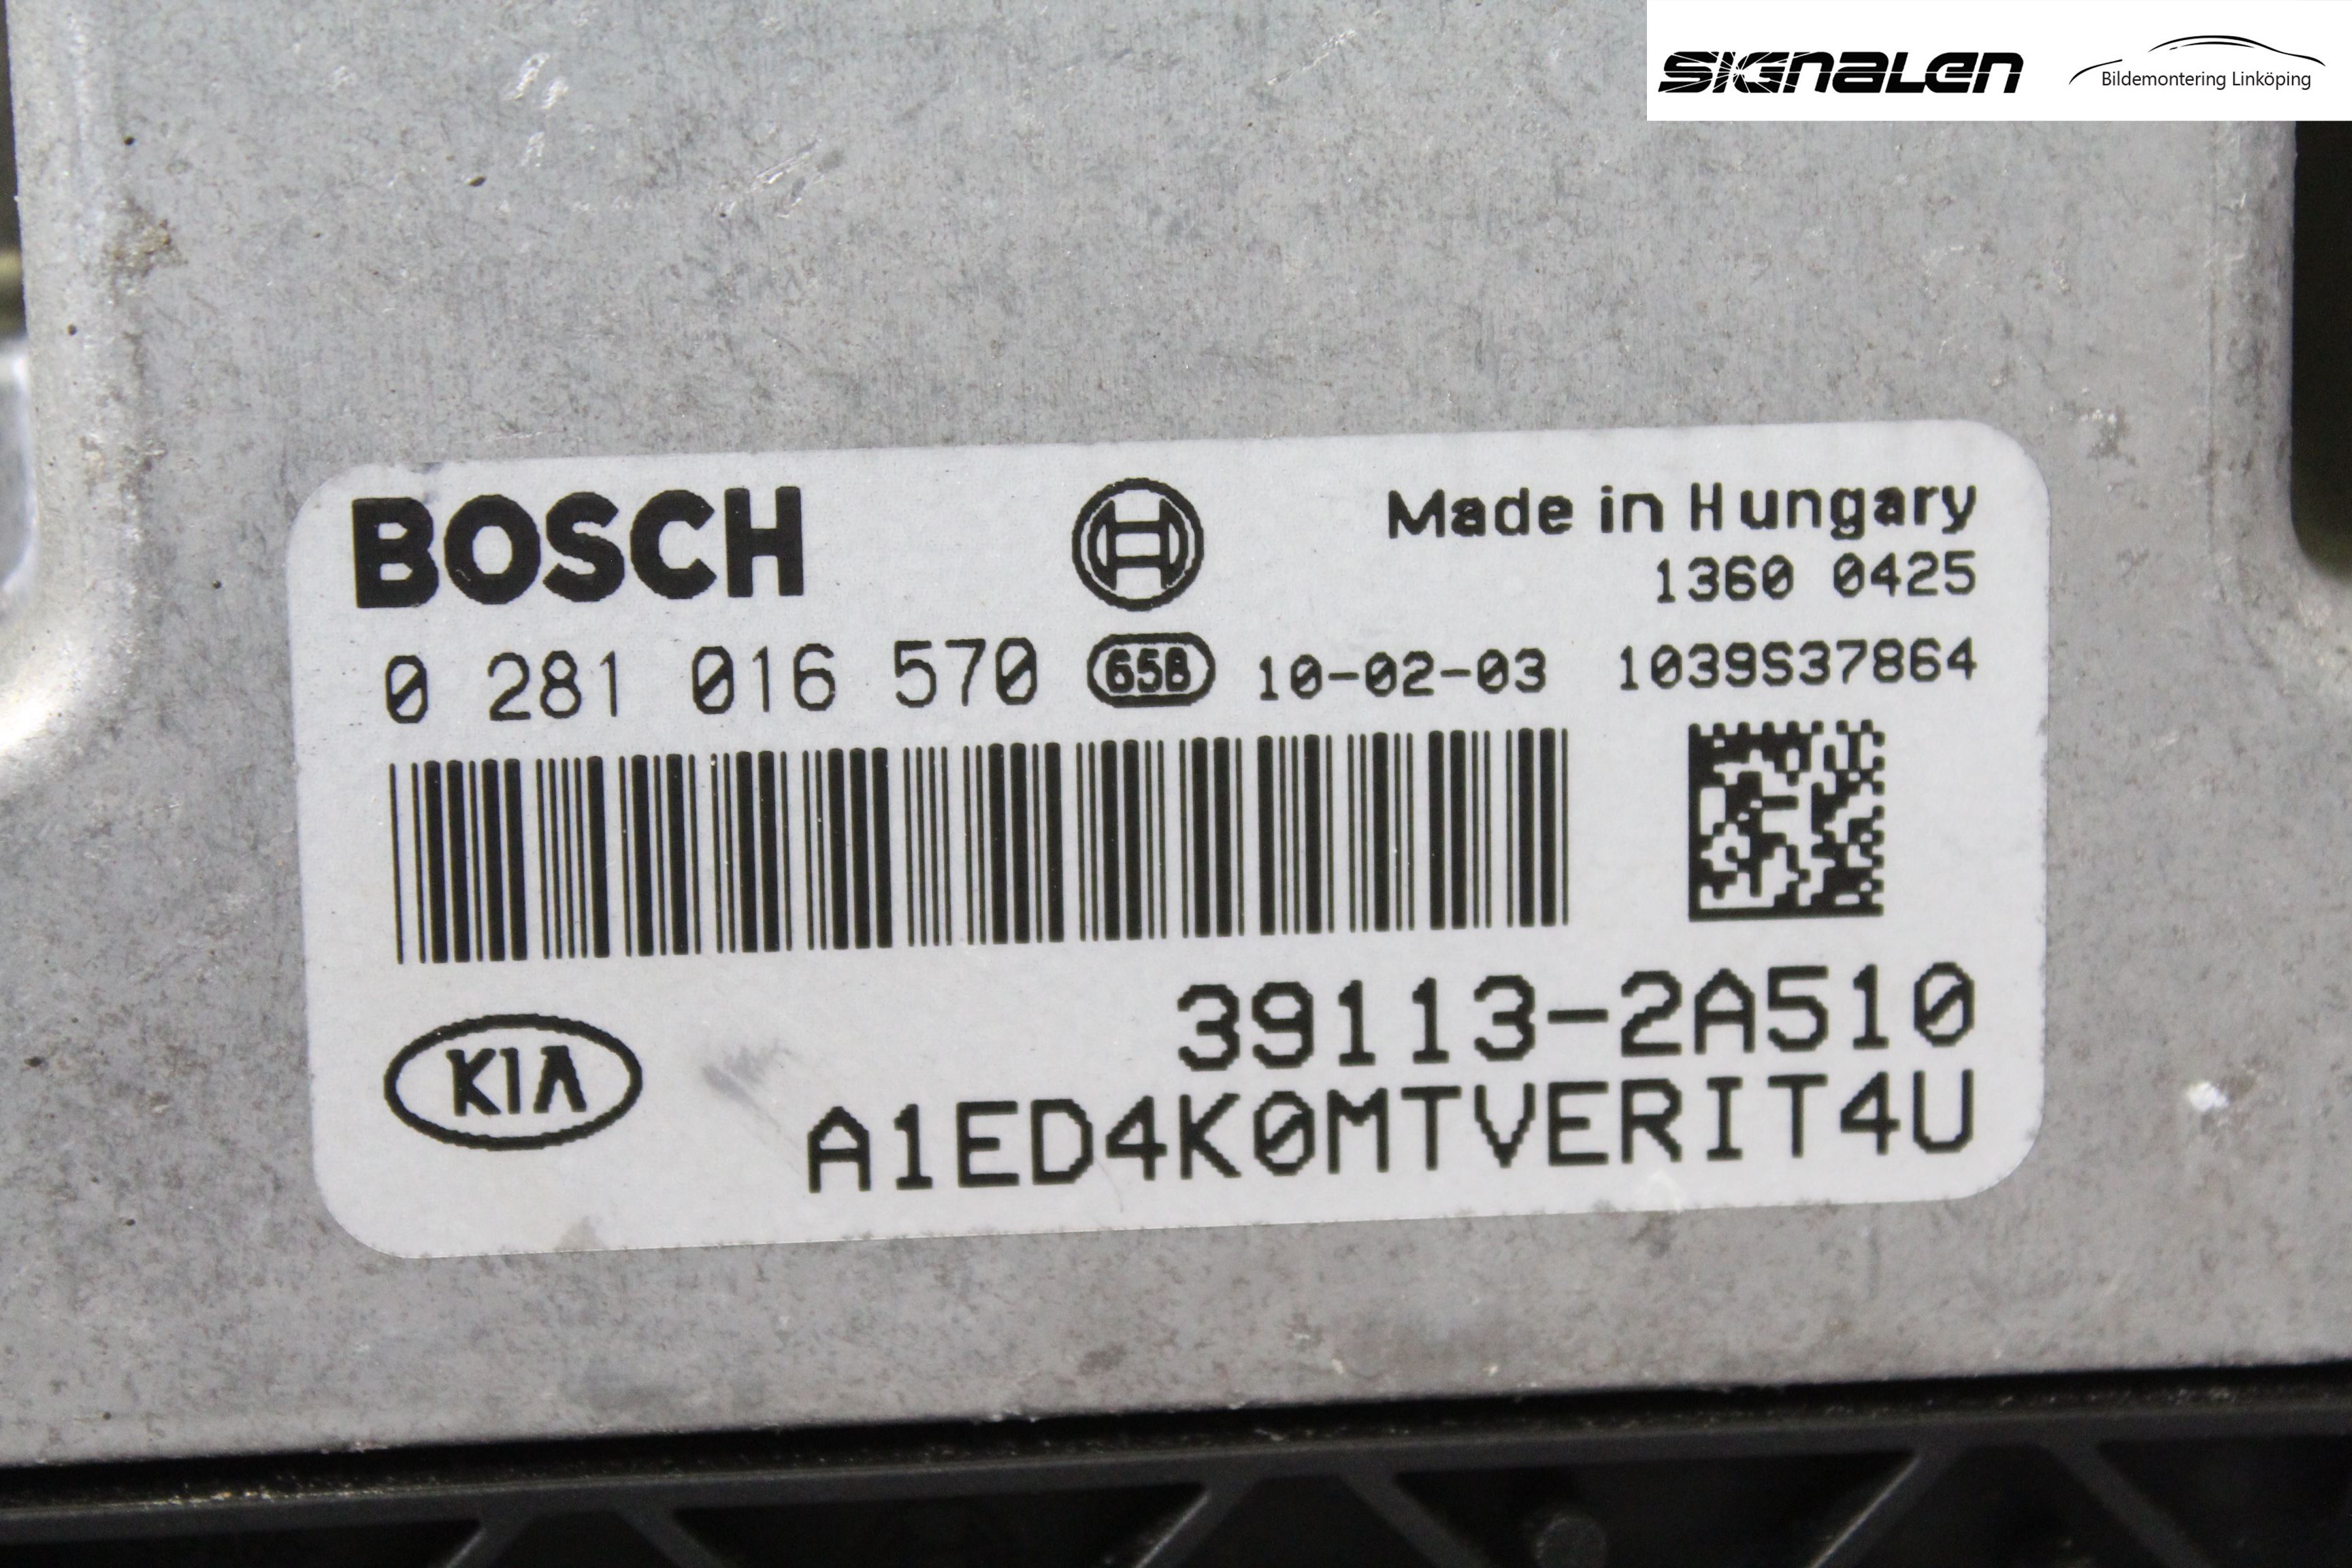 SIGNALEN Bildemontering Linköping
BOSCH Made in Hungary
1360 0425
0 281 016 570 65B 10-02-03 1039S37864
39113-2A510
KIA
A1ED4K0MTVERIT4U